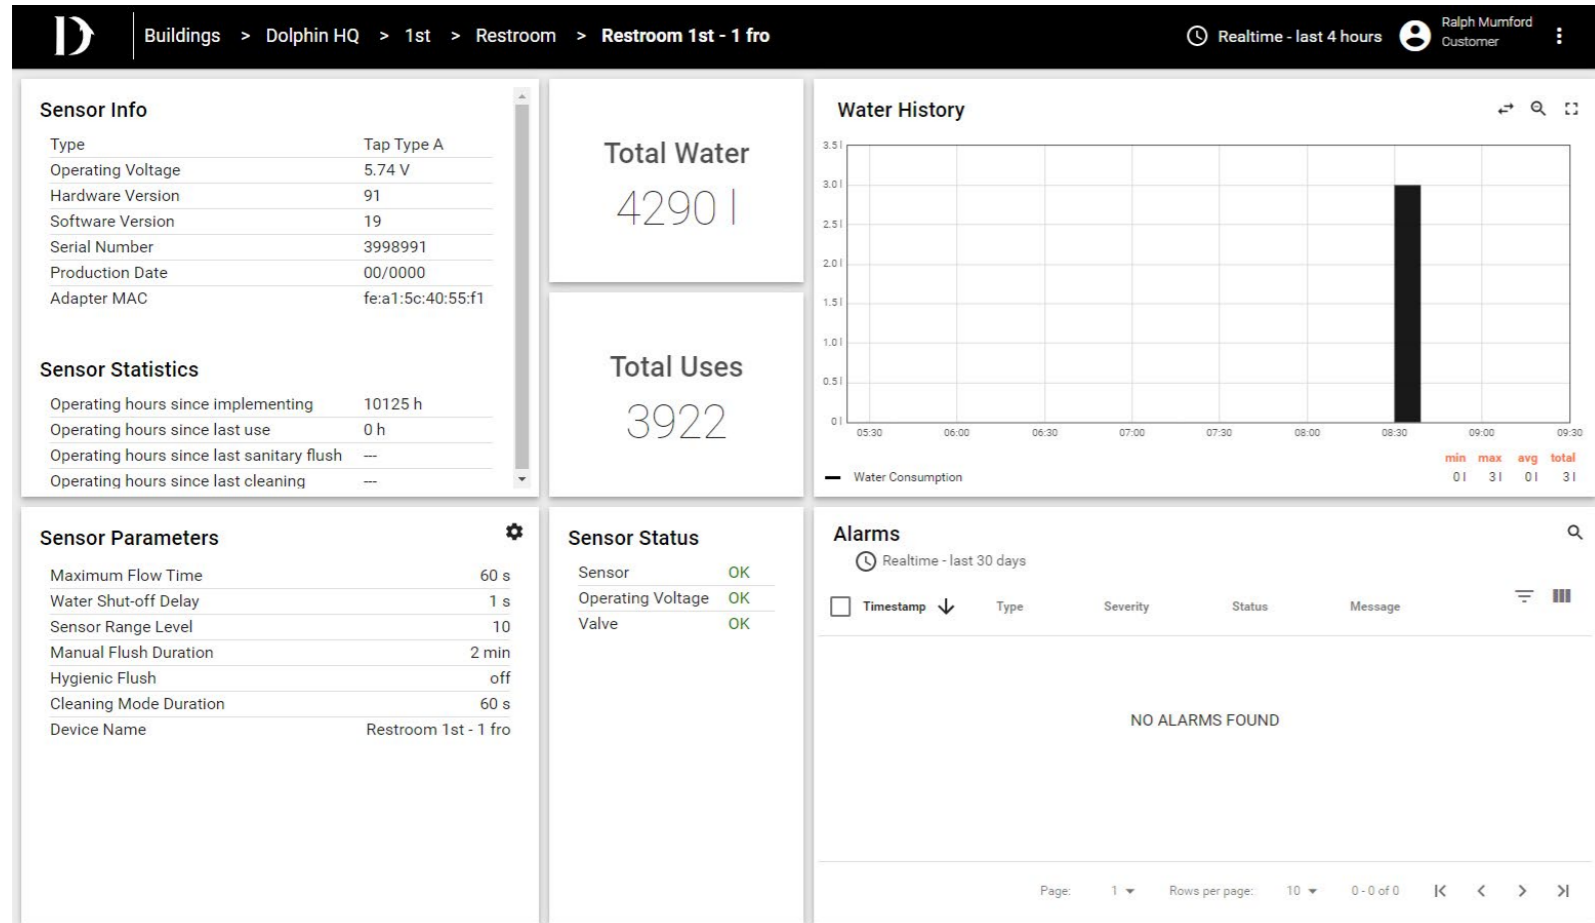 Buildings > Dolphin HQ > 1st > Restroom > Restroom 1st - 1 fro
Realtime - last 4 hours
Ralph Mumford
Customer
Sensor Info
Type Tap Type A
Operating Voltage 5.74 V
Hardware Version 91
Software Version 19
Serial Number 3998991
Production Date 00/0000
Adapter MAC fe:a1:5c:40:55:f1
Sensor Statistics
Operating hours since implementing 10125 h
Operating hours since last use 0 h
Operating hours since last sanitary flush ---
Operating hours since last cleaning ---
Total Water
4290 l
Total Uses
3922
Water History
3.5 l
3.0 l
2.5 l
2.0 l
1.5 l
1.0 l
0.5 l
0 l
05:30 06:00 06:30 07:00 07:30 08:00 08:30 09:00 09:30
min max avg total
Water Consumption 0 l 3 l 0 l 3 l
Sensor Parameters
Maximum Flow Time 60 s
Water Shut-off Delay 1 s
Sensor Range Level 10
Manual Flush Duration 2 min
Hygienic Flush off
Cleaning Mode Duration 60 s
Device Name Restroom 1st - 1 fro
Sensor Status
Sensor OK
Operating Voltage OK
Valve OK
Alarms
Realtime - last 30 days
Timestamp Type Severity Status Message
NO ALARMS FOUND
Page: 1 Rows per page: 10 0 - 0 of 0